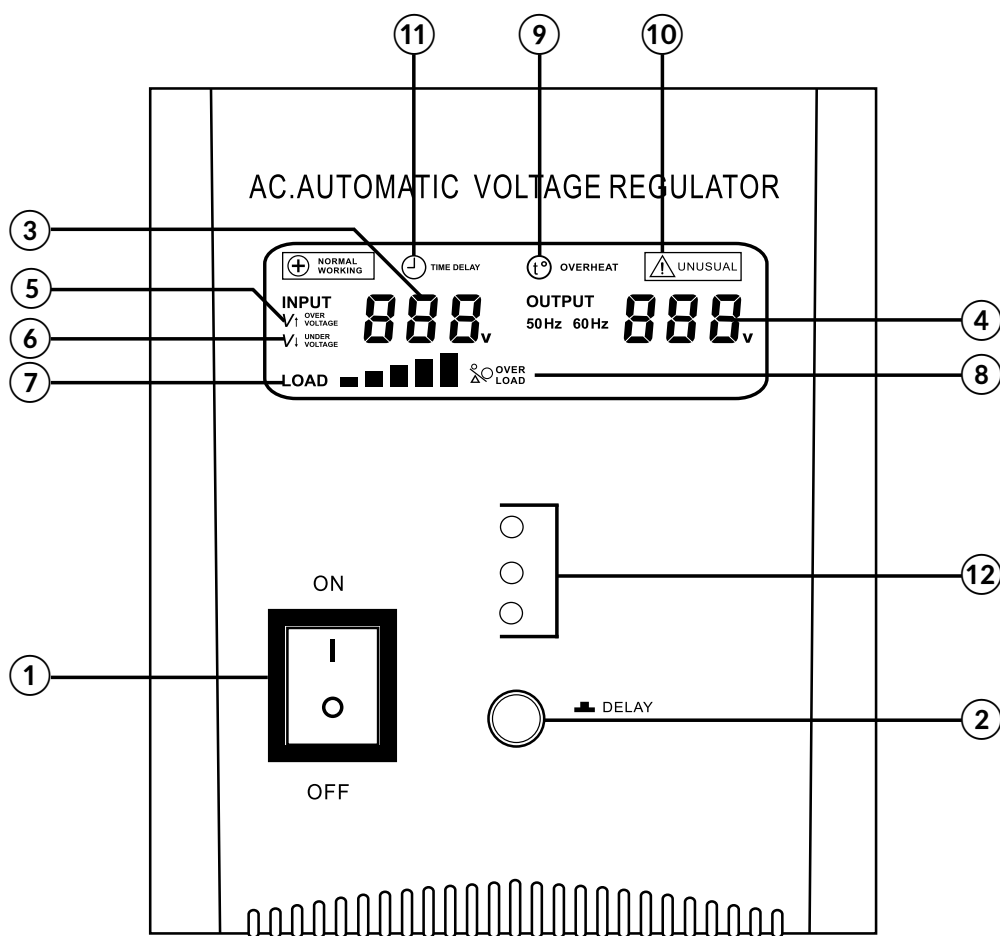 11 9 10
AC.AUTOMATIC VOLTAGE REGULATOR
3
NORMAL
WORKING
TIME DELAY
t° OVERHEAT
UNUSUAL
5
INPUT
V↑ OVER
VOLTAGE
888v
OUTPUT
50Hz 60Hz
888v
4
6
V↓ UNDER
VOLTAGE
7
LOAD
OVER
LOAD
8
12
ON
I
O
1
OFF
DELAY
2